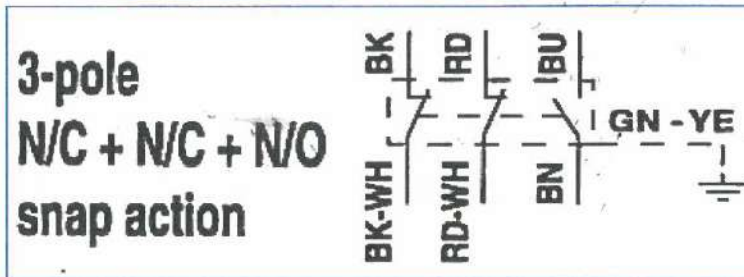 3-pole
N/C + N/C + N/O
snap action
BK
RD
BU
GN - YE
BK-WH
RD-WH
BN